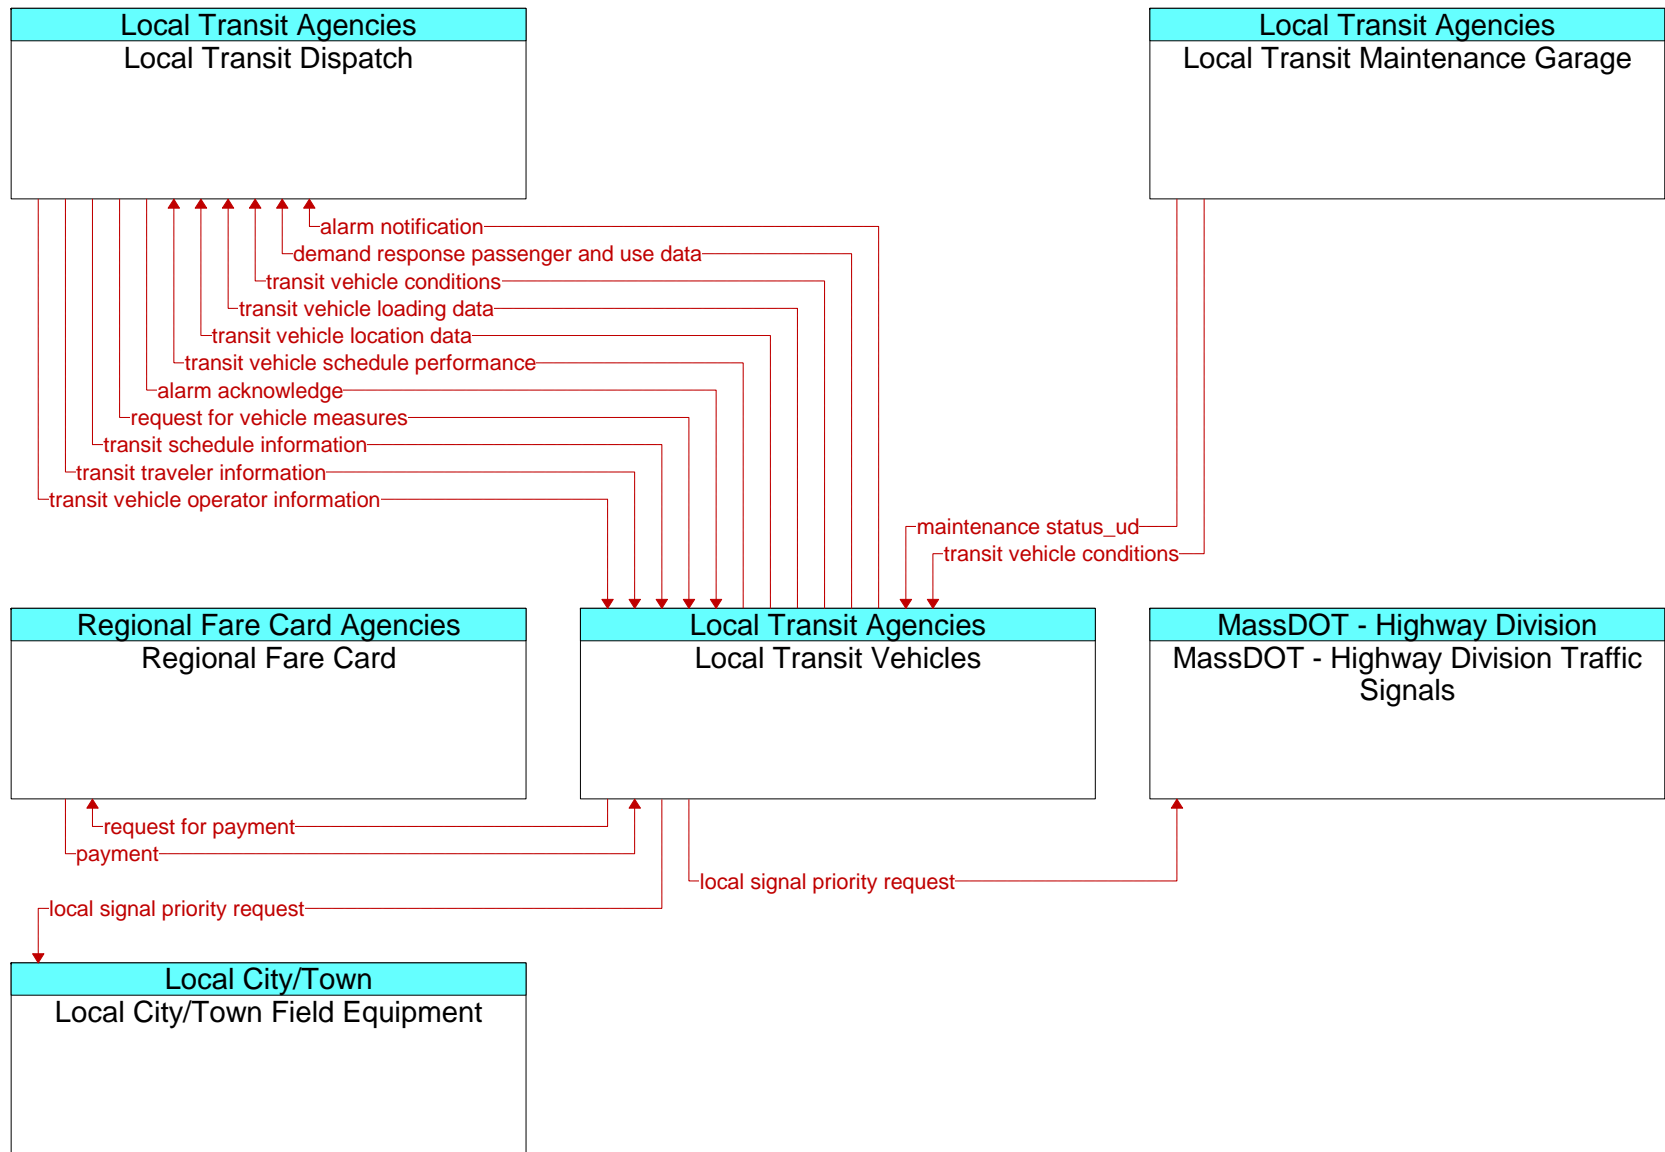 Local Transit Agencies
Local Transit Dispatch
Local Transit Agencies
Local Transit Maintenance Garage
alarm notification
demand response passenger and use data
transit vehicle conditions
transit vehicle loading data
transit vehicle location data
transit vehicle schedule performance
alarm acknowledge
request for vehicle measures
transit schedule information
transit traveler information
transit vehicle operator information
maintenance status_ud
transit vehicle conditions
Regional Fare Card Agencies
Regional Fare Card
Local Transit Agencies
Local Transit Vehicles
MassDOT - Highway Division
MassDOT - Highway Division Traffic
Signals
request for payment
payment
local signal priority request
local signal priority request
Local City/Town
Local City/Town Field Equipment